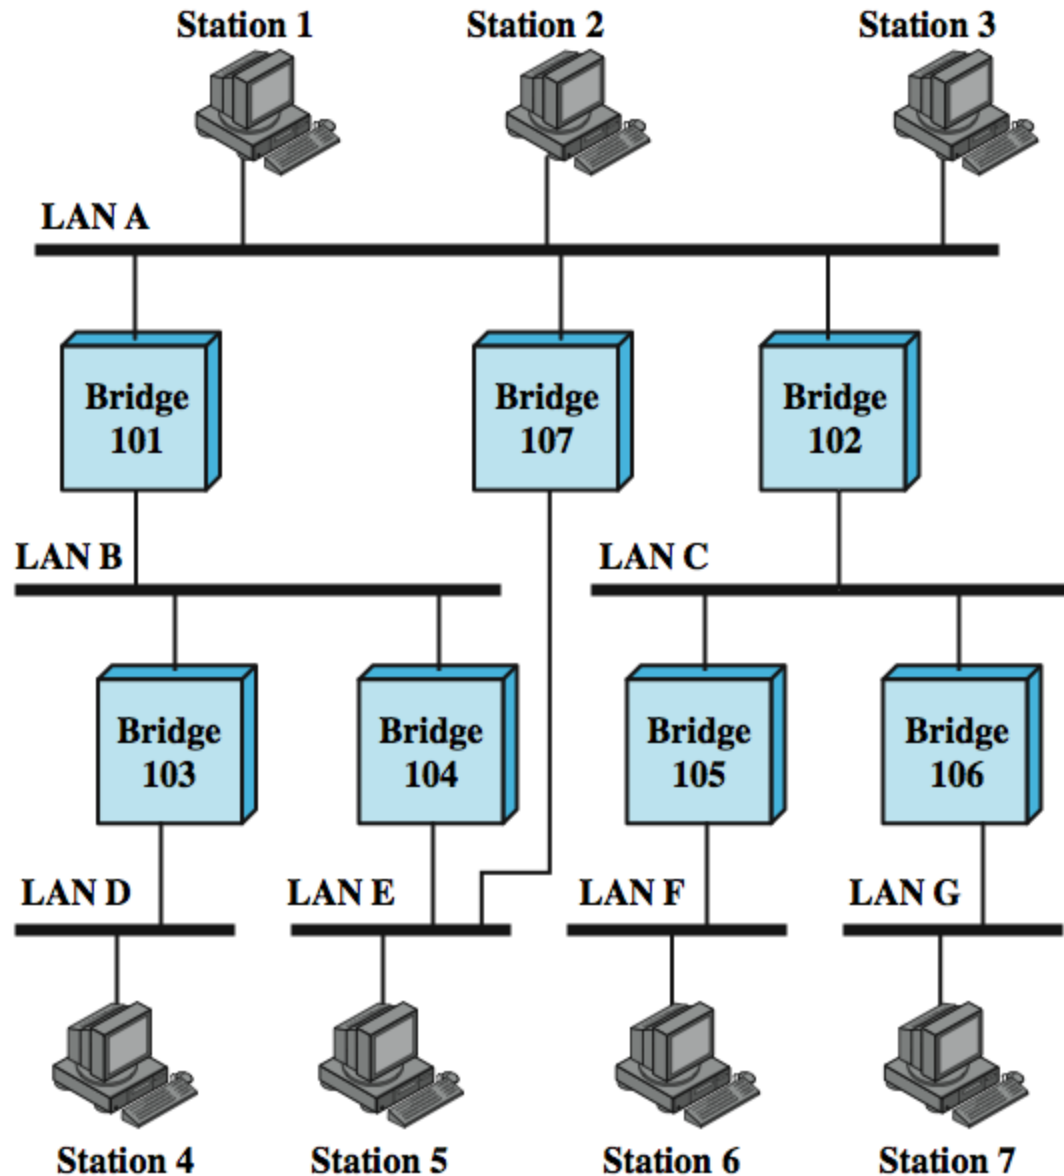 Station 1
Station 2
Station 3
LAN A
Bridge
101
Bridge
107
Bridge
102
LAN B
LAN C
Bridge
103
Bridge
104
Bridge
105
Bridge
106
LAN D
LAN E
LAN F
LAN G
Station 4
Station 5
Station 6
Station 7